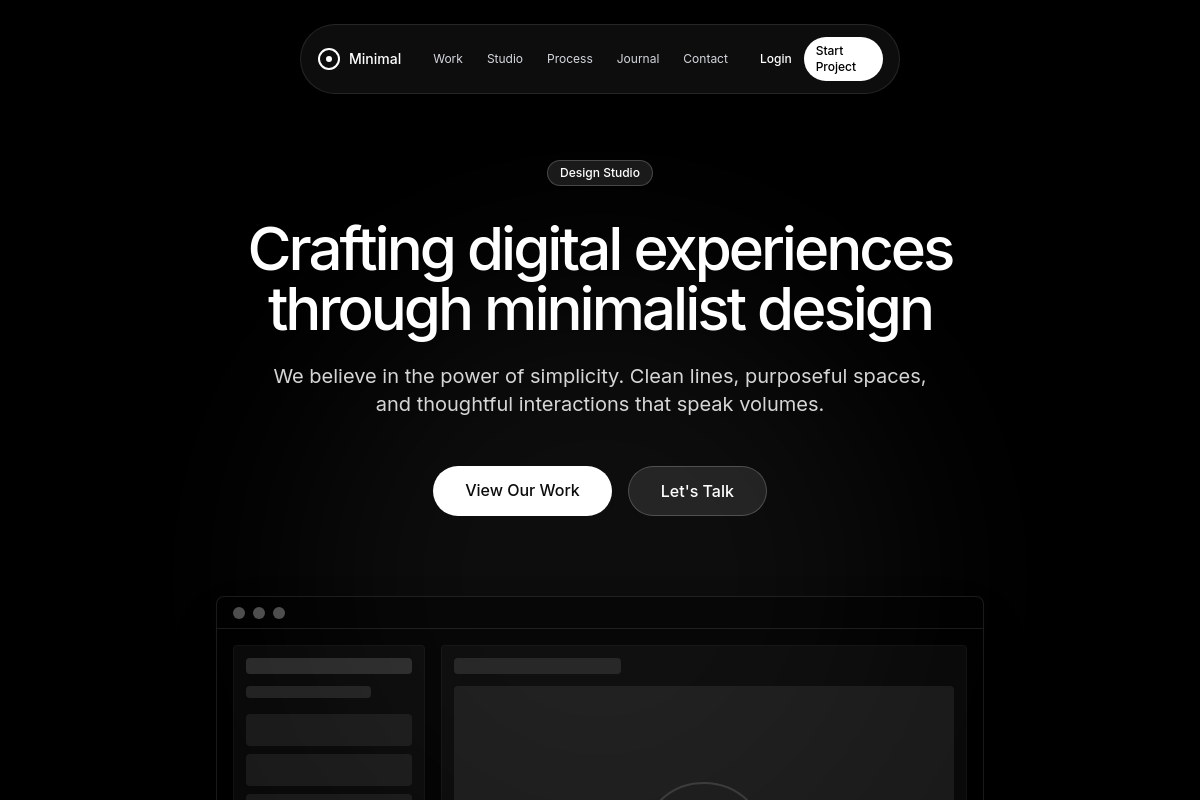 Minimal
Work
Studio
Process
Journal
Contact
Login
Start
Project
Design Studio
Crafting digital experiences
through minimalist design
We believe in the power of simplicity. Clean lines, purposeful spaces,
and thoughtful interactions that speak volumes.
View Our Work
Let's Talk